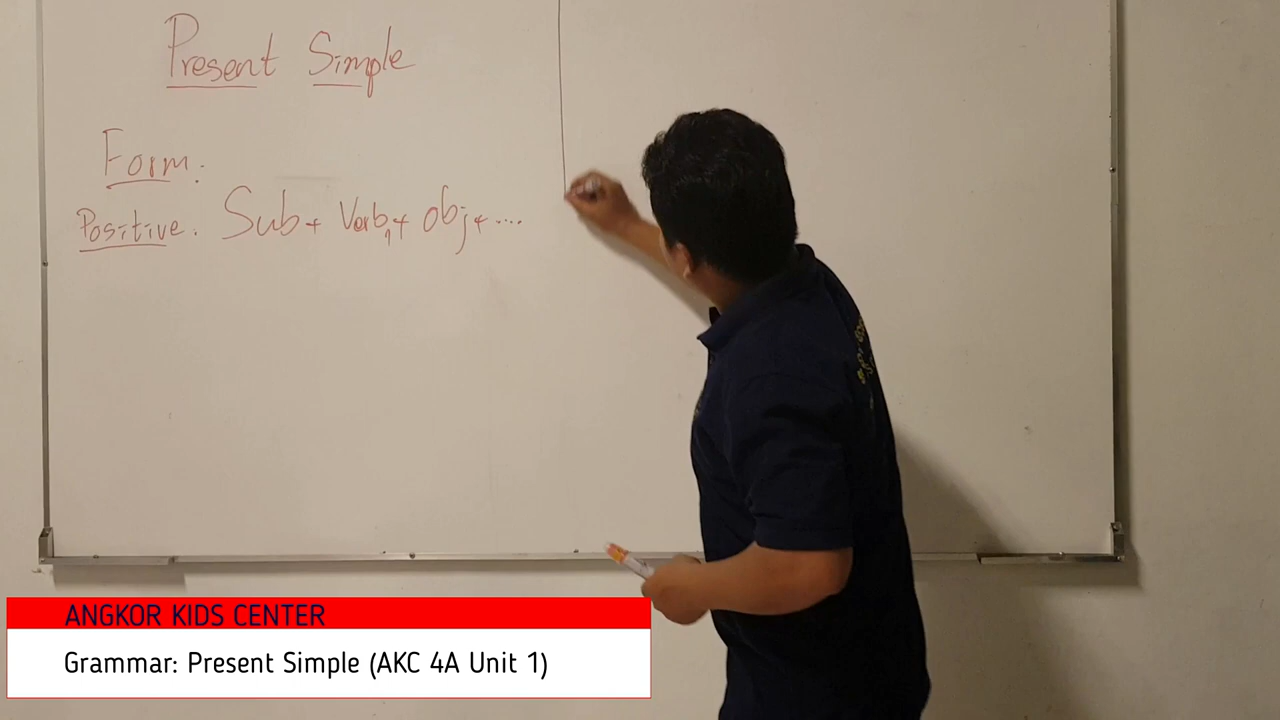 Present Simple
Form:
Positive. Sub + Verb1 + Obj + ....
ANGKOR KIDS CENTER
Grammar: Present Simple (AKC 4A Unit 1)